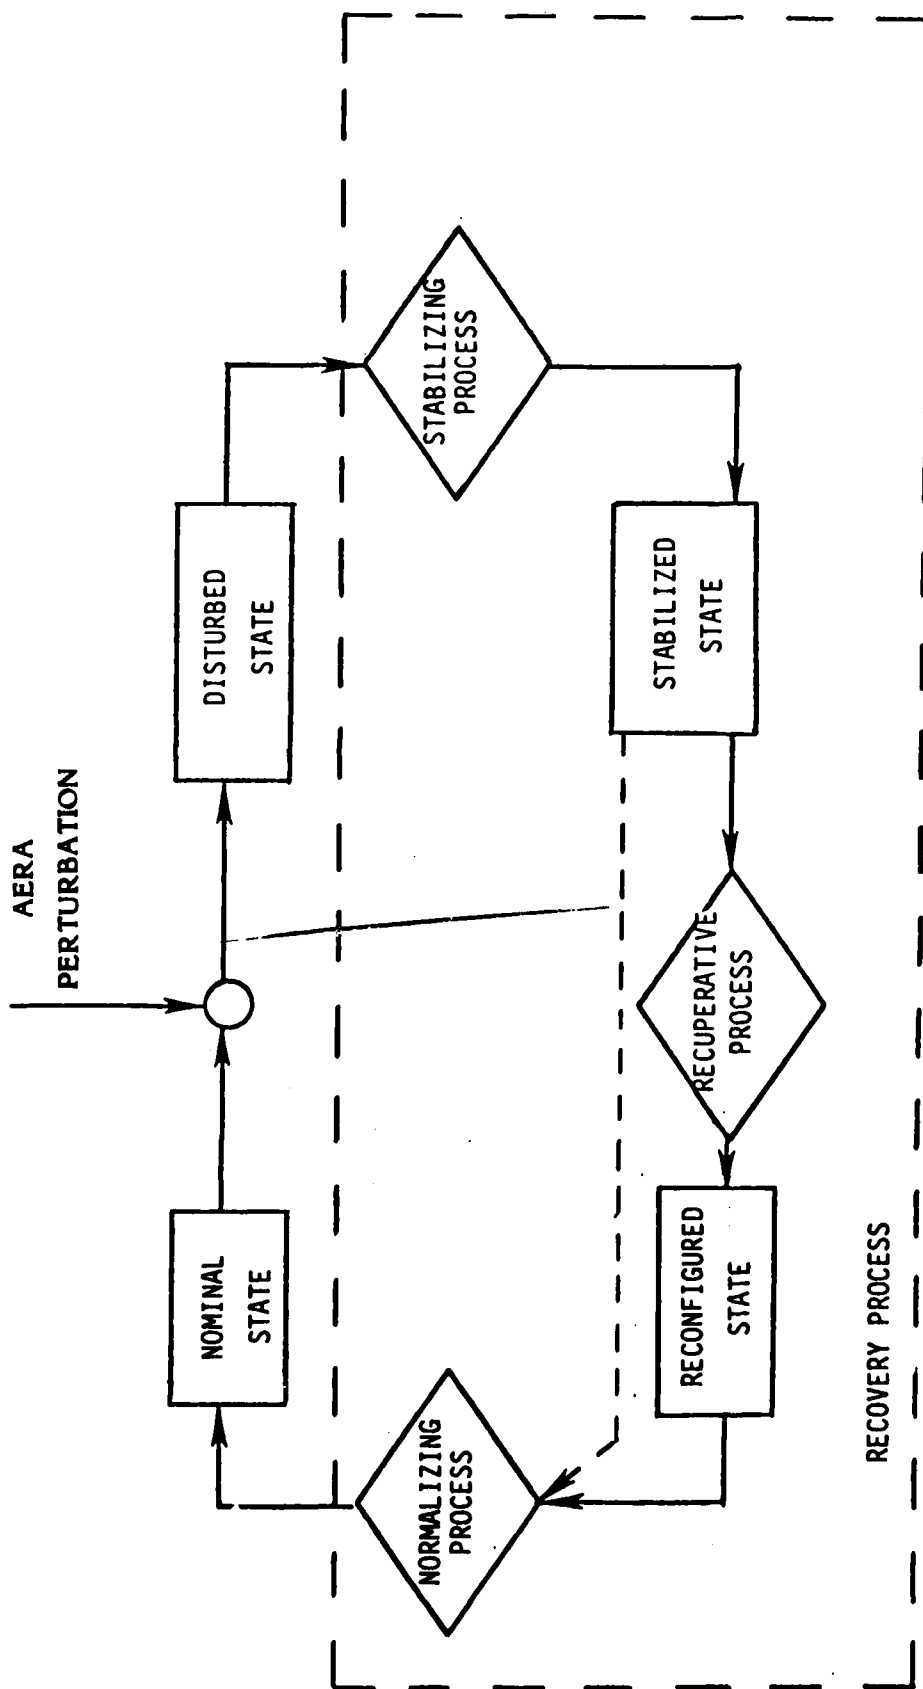 AERA
PERTURBATION
NOMINAL
STATE
DISTURBED
STATE
NORMALIZING
PROCESS
STABILIZING
PROCESS
RECONFIGURED
STATE
RECUPERATIVE
PROCESS
STABILIZED
STATE
RECOVERY PROCESS